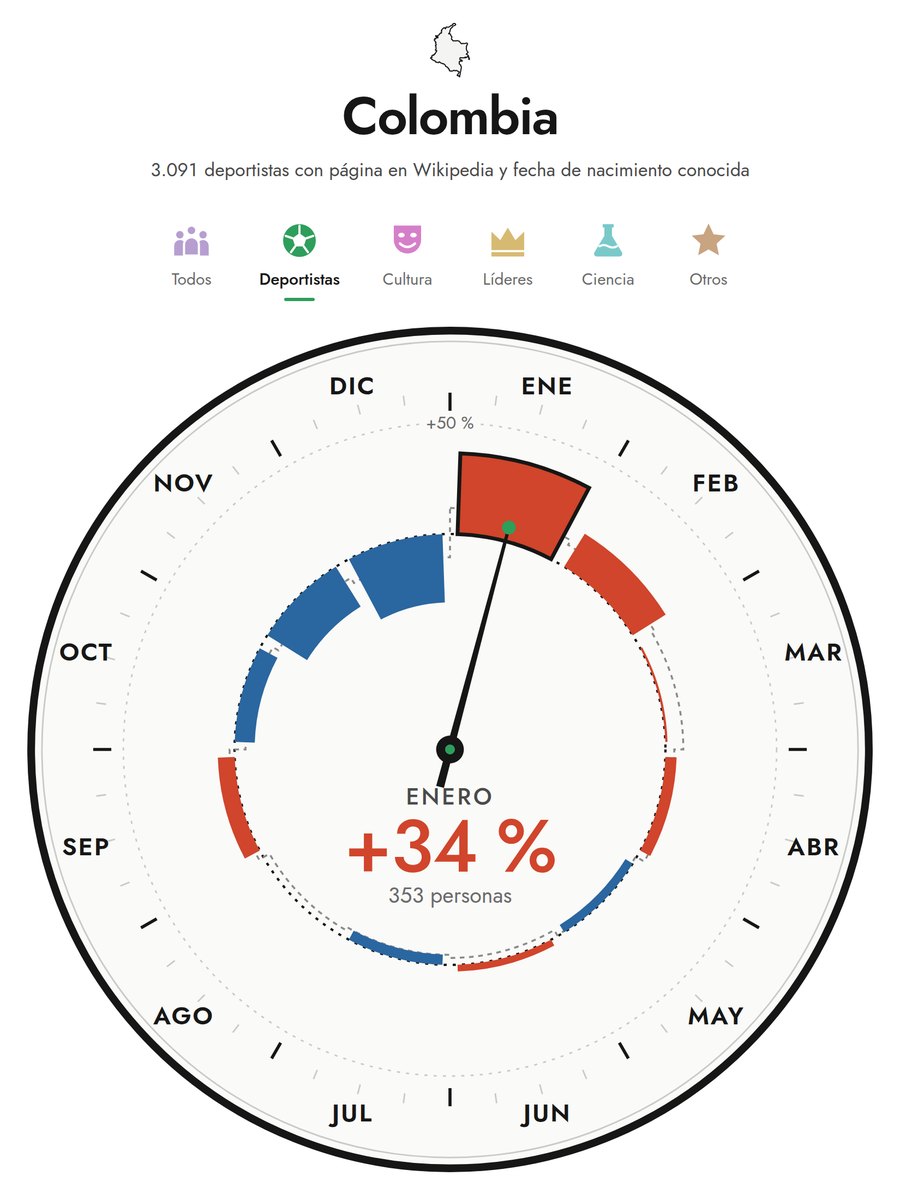 Colombia
3.091 deportistas con página en Wikipedia y fecha de nacimiento conocida
Todos
Deportistas
Cultura
Líderes
Ciencia
Otros
DIC
ENE
+50 %
NOV
FEB
OCT
MAR
ENERO
+34 %
353 personas
SEP
ABR
AGO
MAY
JUL
JUN